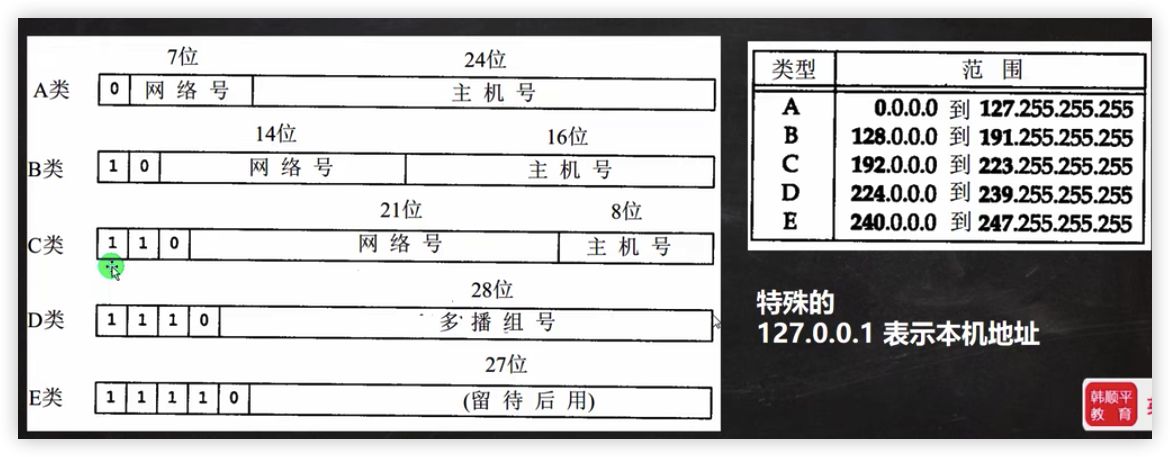 7位 24位
A类 0 网络号 主机号
14位 16位
B类 1 0 网络号 主机号
21位 8位
C类 1 1 0 网络号 主机号
28位
D类 1 1 1 0 多播组号
27位
E类 1 1 1 1 0 (留待后用)
类型 范围
A 0.0.0.0 到 127.255.255.255
B 128.0.0.0 到 191.255.255.255
C 192.0.0.0 到 223.255.255.255
D 224.0.0.0 到 239.255.255.255
E 240.0.0.0 到 247.255.255.255
特殊的
127.0.0.1 表示本机地址
韩顺平
教育